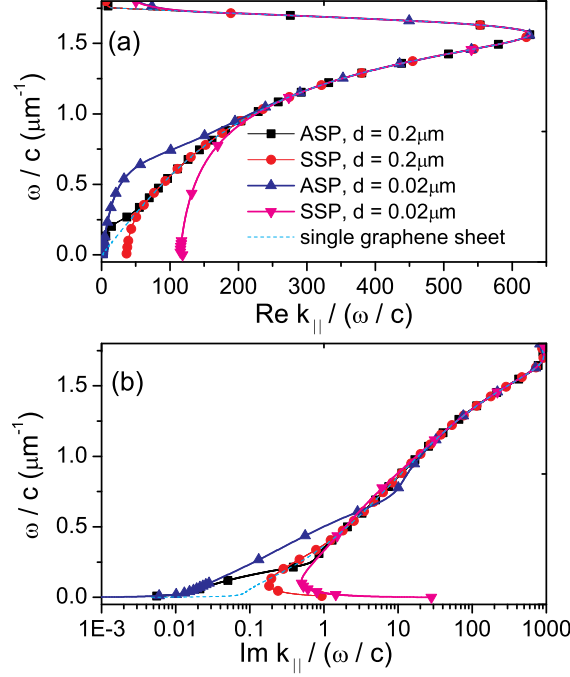 (a)
ω / c (μm⁻¹)
1.5
1.0
0.5
0.0
ASP, d = 0.2μm
SSP, d = 0.2μm
ASP, d = 0.02μm
SSP, d = 0.02μm
single graphene sheet
0 100 200 300 400 500 600
Re k|| / (ω / c)
(b)
ω / c (μm⁻¹)
1.5
1.0
0.5
0.0
1E-3 0.01 0.1 1 10 100 1000
Im k|| / (ω / c)